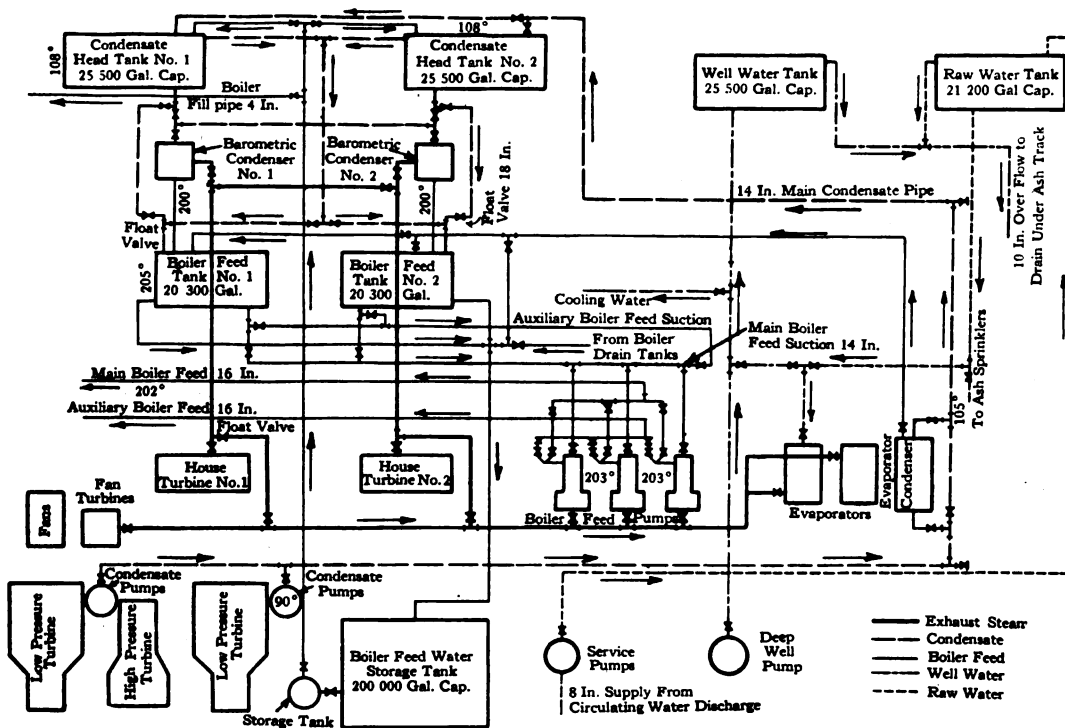 108°
Condensate
Head Tank No. 1
25 500 Gal. Cap.
108°
Condensate
Head Tank No. 2
25 500 Gal. Cap.
Well Water Tank
25 500 Gal. Cap.
Raw Water Tank
21 200 Gal Cap.
Boiler
Fill pipe 4 In.
Barometric
Condenser
No. 1
Barometric
Condenser
No. 2
200°
200°
Float
Valve 18 In.
Float
Valve
14 In. Main Condensate Pipe
10 In. Over Flow to
Drain Under Ash Track
205°
Boiler Feed
Tank No. 1
20 300 Gal.
Boiler Feed
Tank No. 2
20 300 Gal.
Cooling Water
Auxiliary Boiler Feed Suction
From Boiler
Drain Tanks
Main Boiler
Feed Suction 14 In.
To Ash Sprinklers
105°
Main Boiler Feed 16 In.
202°
Auxiliary Boiler Feed 16 In.
Float Valve
House
Turbine No.1
House
Turbine No.2
203°
203°
Boiler Feed Pumps
Evaporators
Evaporator
Condenser
Fans
Fan
Turbines
Condensate
Pumps
90°
Condensate
Pumps
Low Pressure
Turbine
High Pressure
Turbine
Low Pressure
Turbine
Storage Tank
Boiler Feed Water
Storage Tank
200 000 Gal. Cap.
Service
Pumps
Deep
Well
Pump
8 In. Supply From
Circulating Water Discharge
Exhaust Steam
Condensate
Boiler Feed
Well Water
Raw Water